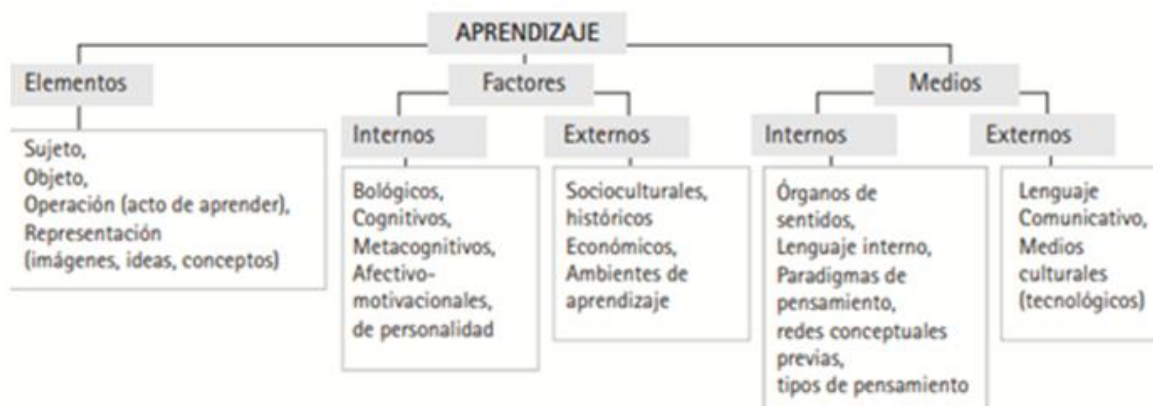 APRENDIZAJE
Elementos
Sujeto,
Objeto,
Operación (acto de aprender),
Representación
(imágenes, ideas, conceptos)
Factores
Internos
Bológicos,
Cognitivos,
Metacognitivos,
Afectivo-
motivacionales,
de personalidad
Externos
Socioculturales,
históricos
Económicos,
Ambientes de
aprendizaje
Medios
Internos
Órganos de
sentidos,
Lenguaje interno,
Paradigmas de
pensamiento,
redes conceptuales
previas,
tipos de pensamiento
Externos
Lenguaje
Comunicativo,
Medios
culturales
(tecnológicos)